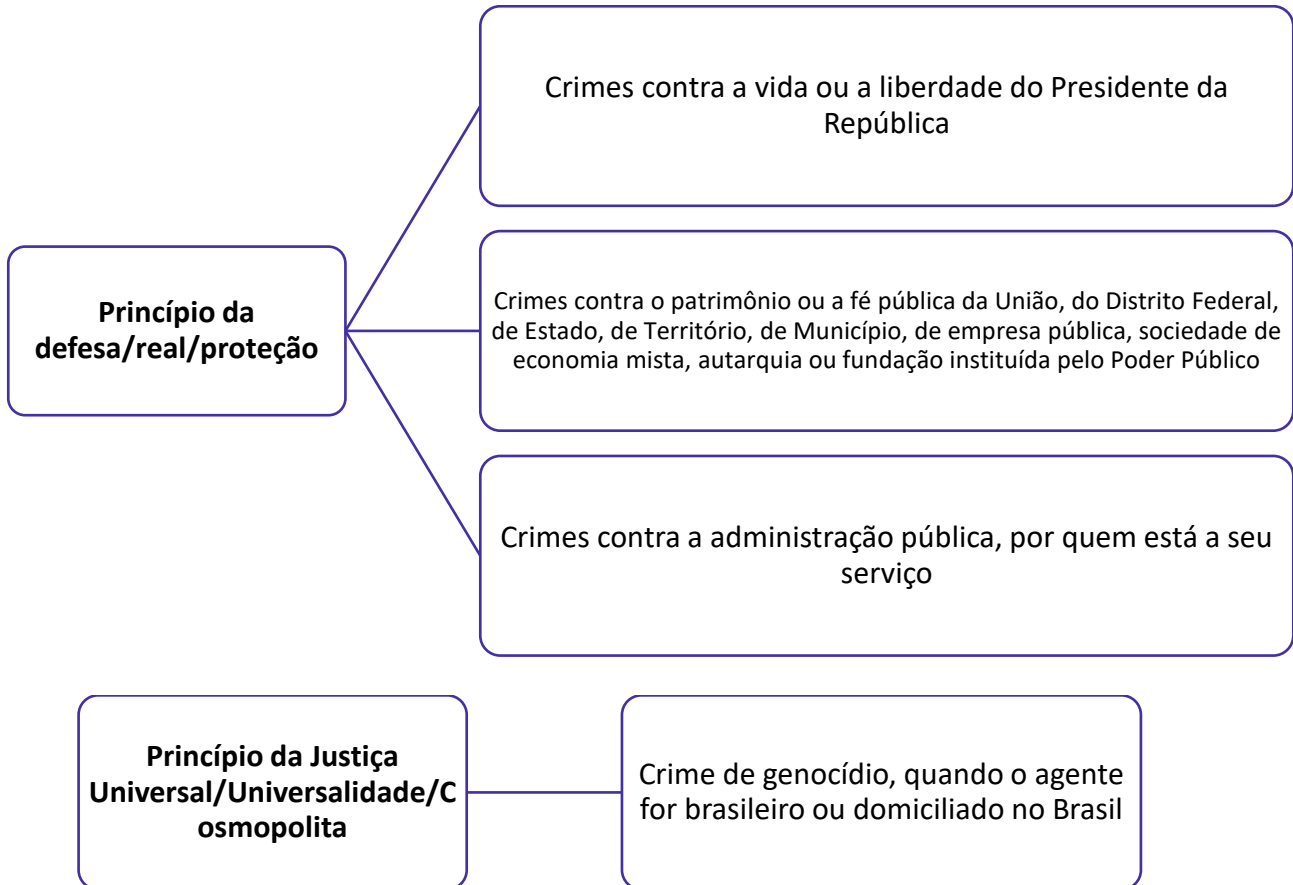 Crimes contra a vida ou a liberdade do Presidente da
República
Princípio da
defesa/real/proteção
Crimes contra o patrimônio ou a fé pública da União, do Distrito Federal,
de Estado, de Território, de Município, de empresa pública, sociedade de
economia mista, autarquia ou fundação instituída pelo Poder Público
Crimes contra a administração pública, por quem está a seu
serviço
Princípio da Justiça
Universal/Universalidade/C
osmopolita
Crime de genocídio, quando o agente
for brasileiro ou domiciliado no Brasil